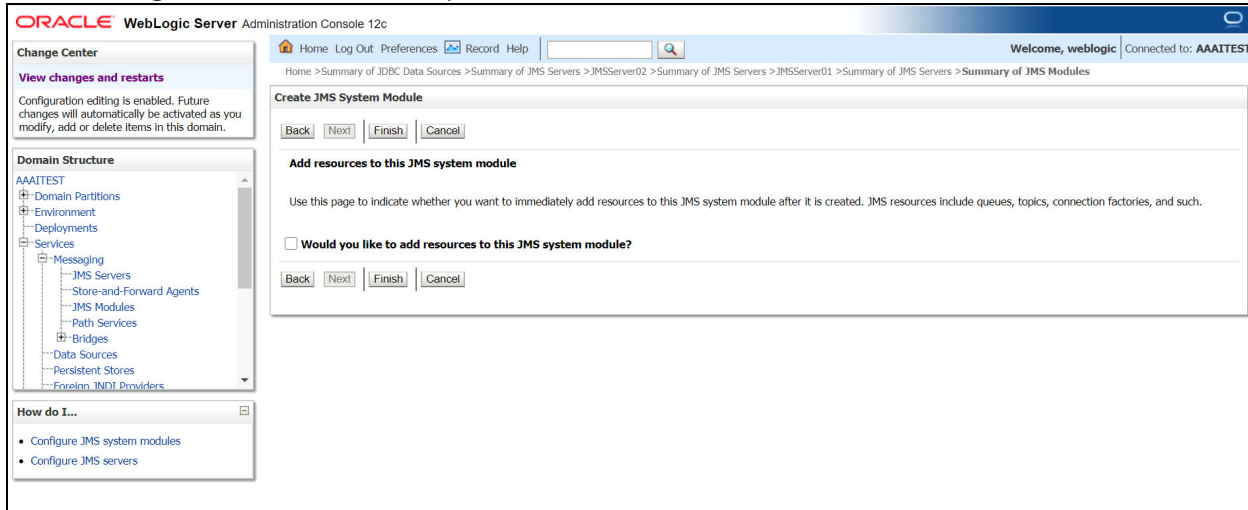 ORACLE WebLogic Server Administration Console 12c
Change Center
View changes and restarts
Configuration editing is enabled. Future
changes will automatically be activated as you
modify, add or delete items in this domain.
Domain Structure
AAAITEST
Domain Partitions
Environment
Deployments
Services
Messaging
JMS Servers
Store-and-Forward Agents
JMS Modules
Path Services
Bridges
Data Sources
Persistent Stores
Foreign JNDI Providers
How do I...
Configure JMS system modules
Configure JMS servers
Home Log Out Preferences Record Help
Welcome, weblogic Connected to: AAAITEST
Home >Summary of JDBC Data Sources >Summary of JMS Servers >JMSServer02 >Summary of JMS Servers >JMSServer01 >Summary of JMS Servers >Summary of JMS Modules
Create JMS System Module
Back Next Finish Cancel
Add resources to this JMS system module
Use this page to indicate whether you want to immediately add resources to this JMS system module after it is created. JMS resources include queues, topics, connection factories, and such.
Would you like to add resources to this JMS system module?
Back Next Finish Cancel